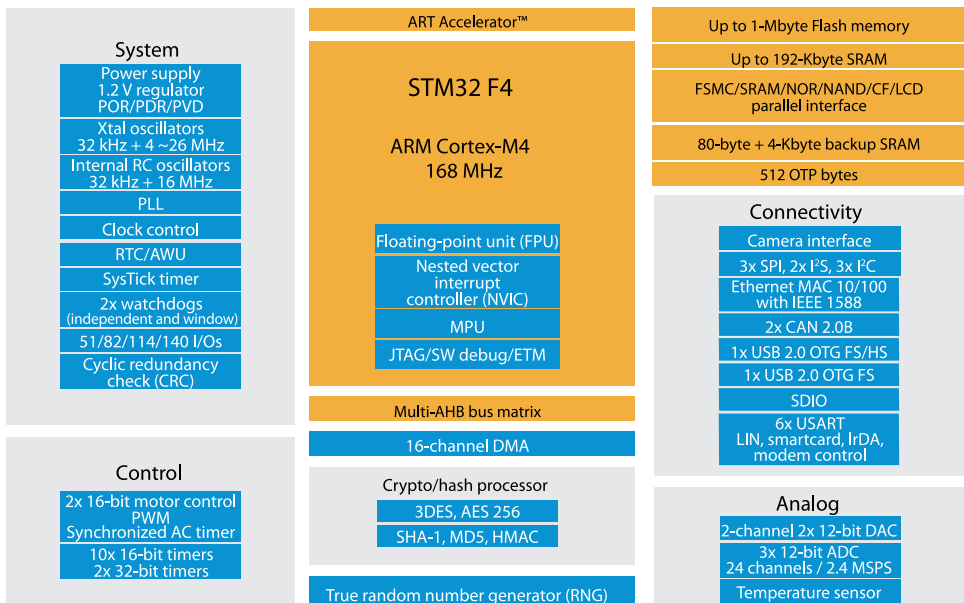 System
Power supply
1.2 V regulator
POR/PDR/PVD
Xtal oscillators
32 kHz + 4 ~26 MHz
Internal RC oscillators
32 kHz + 16 MHz
PLL
Clock control
RTC/AWU
SysTick timer
2x watchdogs
(independent and window)
51/82/114/140 I/Os
Cyclic redundancy
check (CRC)
Control
2x 16-bit motor control
PWM
Synchronized AC timer
10x 16-bit timers
2x 32-bit timers
ART Accelerator™
STM32 F4
ARM Cortex-M4
168 MHz
Floating-point unit (FPU)
Nested vector
interrupt
controller (NVIC)
MPU
JTAG/SW debug/ETM
Multi-AHB bus matrix
16-channel DMA
Crypto/hash processor
3DES, AES 256
SHA-1, MD5, HMAC
True random number generator (RNG)
Up to 1-Mbyte Flash memory
Up to 192-Kbyte SRAM
FSMC/SRAM/NOR/NAND/CF/LCD
parallel interface
80-byte + 4-Kbyte backup SRAM
512 OTP bytes
Connectivity
Camera interface
3x SPI, 2x I²S, 3x I²C
Ethernet MAC 10/100
with IEEE 1588
2x CAN 2.0B
1x USB 2.0 OTG FS/HS
1x USB 2.0 OTG FS
SDIO
6x USART
LIN, smartcard, IrDA,
modem control
Analog
2-channel 2x 12-bit DAC
3x 12-bit ADC
24 channels / 2.4 MSPS
Temperature sensor